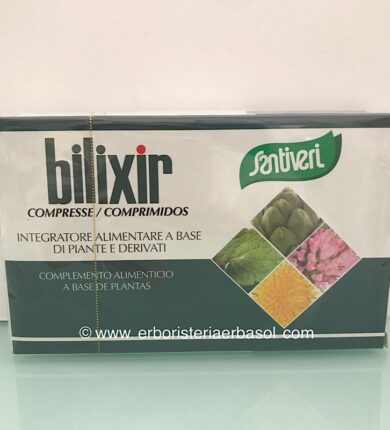 bilixir
Santiveri
COMPRESSE/COMPRIMIDOS
INTEGRATORE ALIMENTARE A BASE
DI PIANTE E DERIVATI
COMPLEMENTO ALIMENTICIO
A BASE DE PLANTAS
© www. erboristeriaerbasol. com